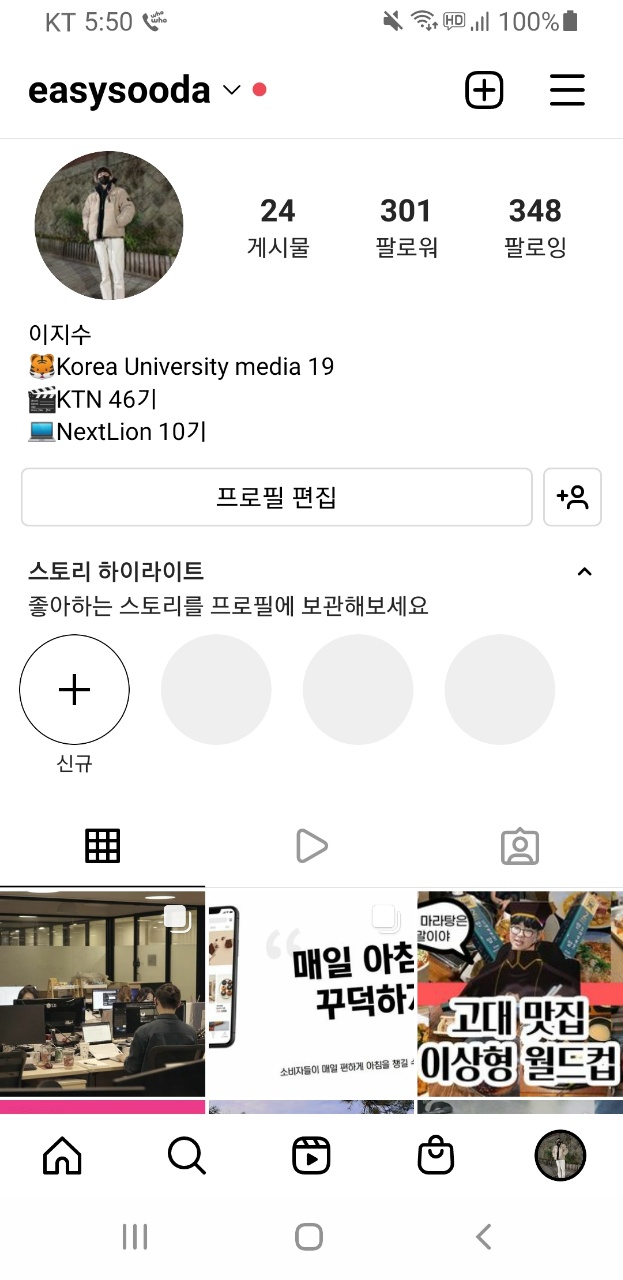 KT 5:50
HD 100%
easysooda
24 301 348
게시물 팔로워 팔로잉
이지수
🐯Korea University media 19
🎬KTN 46기
💻NextLion 10기
프로필 편집
스토리 하이라이트
좋아하는 스토리를 프로필에 보관해보세요
신규
매일 아침
꾸덕하
소비자들이 매일 편하게 아침을 챙길
마라탕은
말이야
고대 맛집
이상형 월드컵